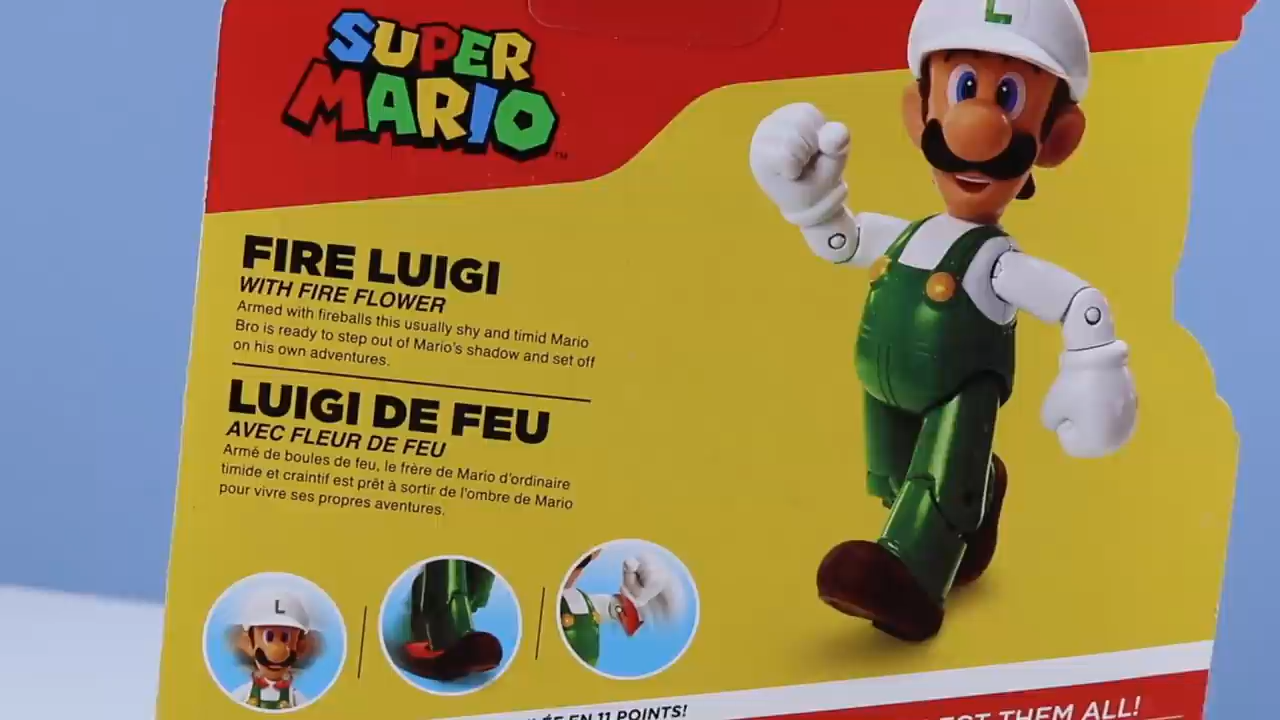 SUPER
MARIO™
L
FIRE LUIGI
WITH FIRE FLOWER
Armed with fireballs this usually shy and timid Mario
Bro is ready to step out of Mario's shadow and set off
on his own adventures.
LUIGI DE FEU
AVEC FLEUR DE FEU
Armé de boules de feu, le frère de Mario d'ordinaire
timide et craintif est prêt à sortir de l'ombre de Mario
pour vivre ses propres aventures.
L
EN 11 POINTS!
THEM ALL!